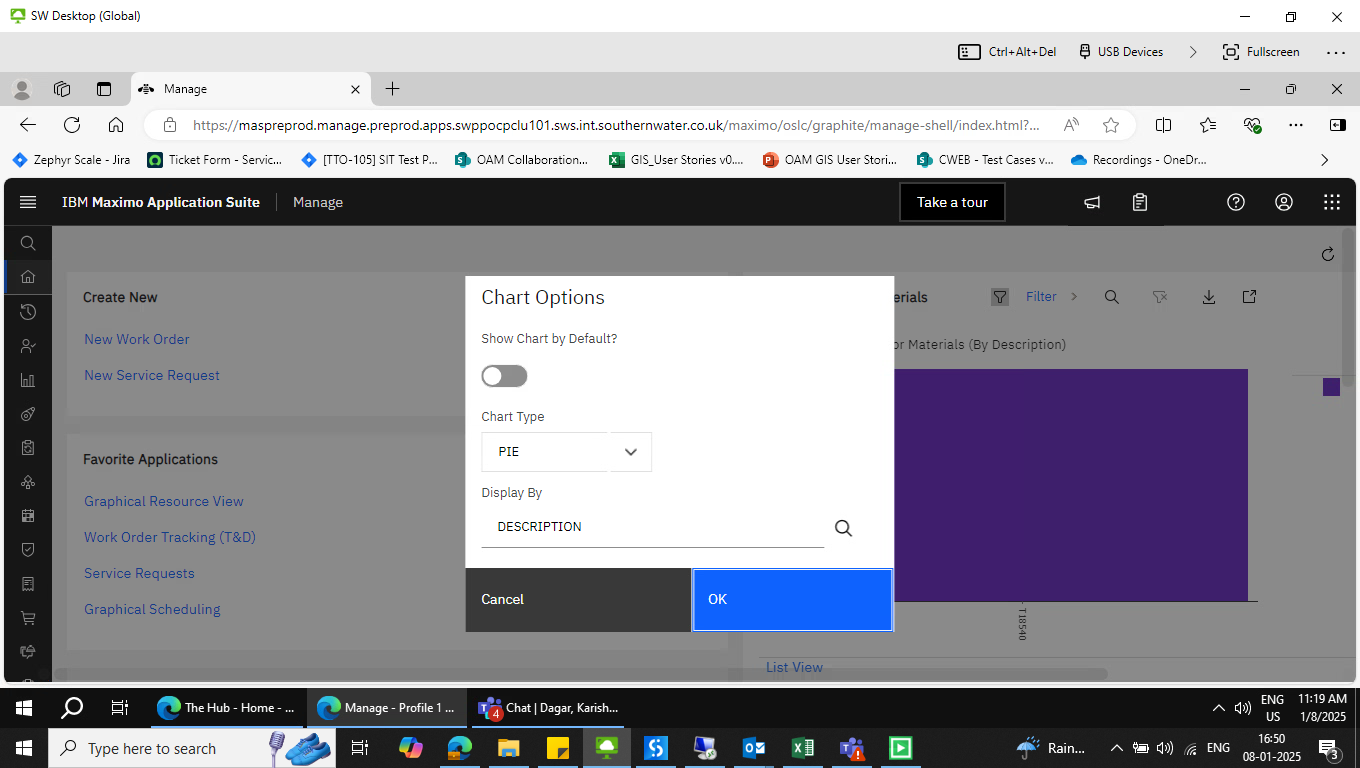 SW Desktop (Global)
Ctrl+Alt+Del
USB Devices
Fullscreen
Manage
https://maspreprod.manage.preprod.apps.swppocpclu101.sws.int.southernwater.co.uk/maximo/oslc/graphite/manage-shell/index.html?...
Zephyr Scale - Jira
Ticket Form - Servic...
[TTO-105] SIT Test P...
OAM Collaboration...
GIS_User Stories v0....
OAM GIS User Stori...
CWEB - Test Cases v...
Recordings - OneDr...
IBM Maximo Application Suite
Manage
Take a tour
Create New
New Work Order
New Service Request
Favorite Applications
Graphical Resource View
Work Order Tracking (T&D)
Service Requests
Graphical Scheduling
Chart Options
Show Chart by Default?
Chart Type
PIE
Display By
DESCRIPTION
Cancel
OK
erials
Filter
or Materials (By Description)
T18540
List View
The Hub - Home - ...
Manage - Profile 1 ...
4
Chat | Dagar, Karish...
ENG
US
11:19 AM
1/8/2025
Type here to search
Rain...
ENG
16:50
08-01-2025
3